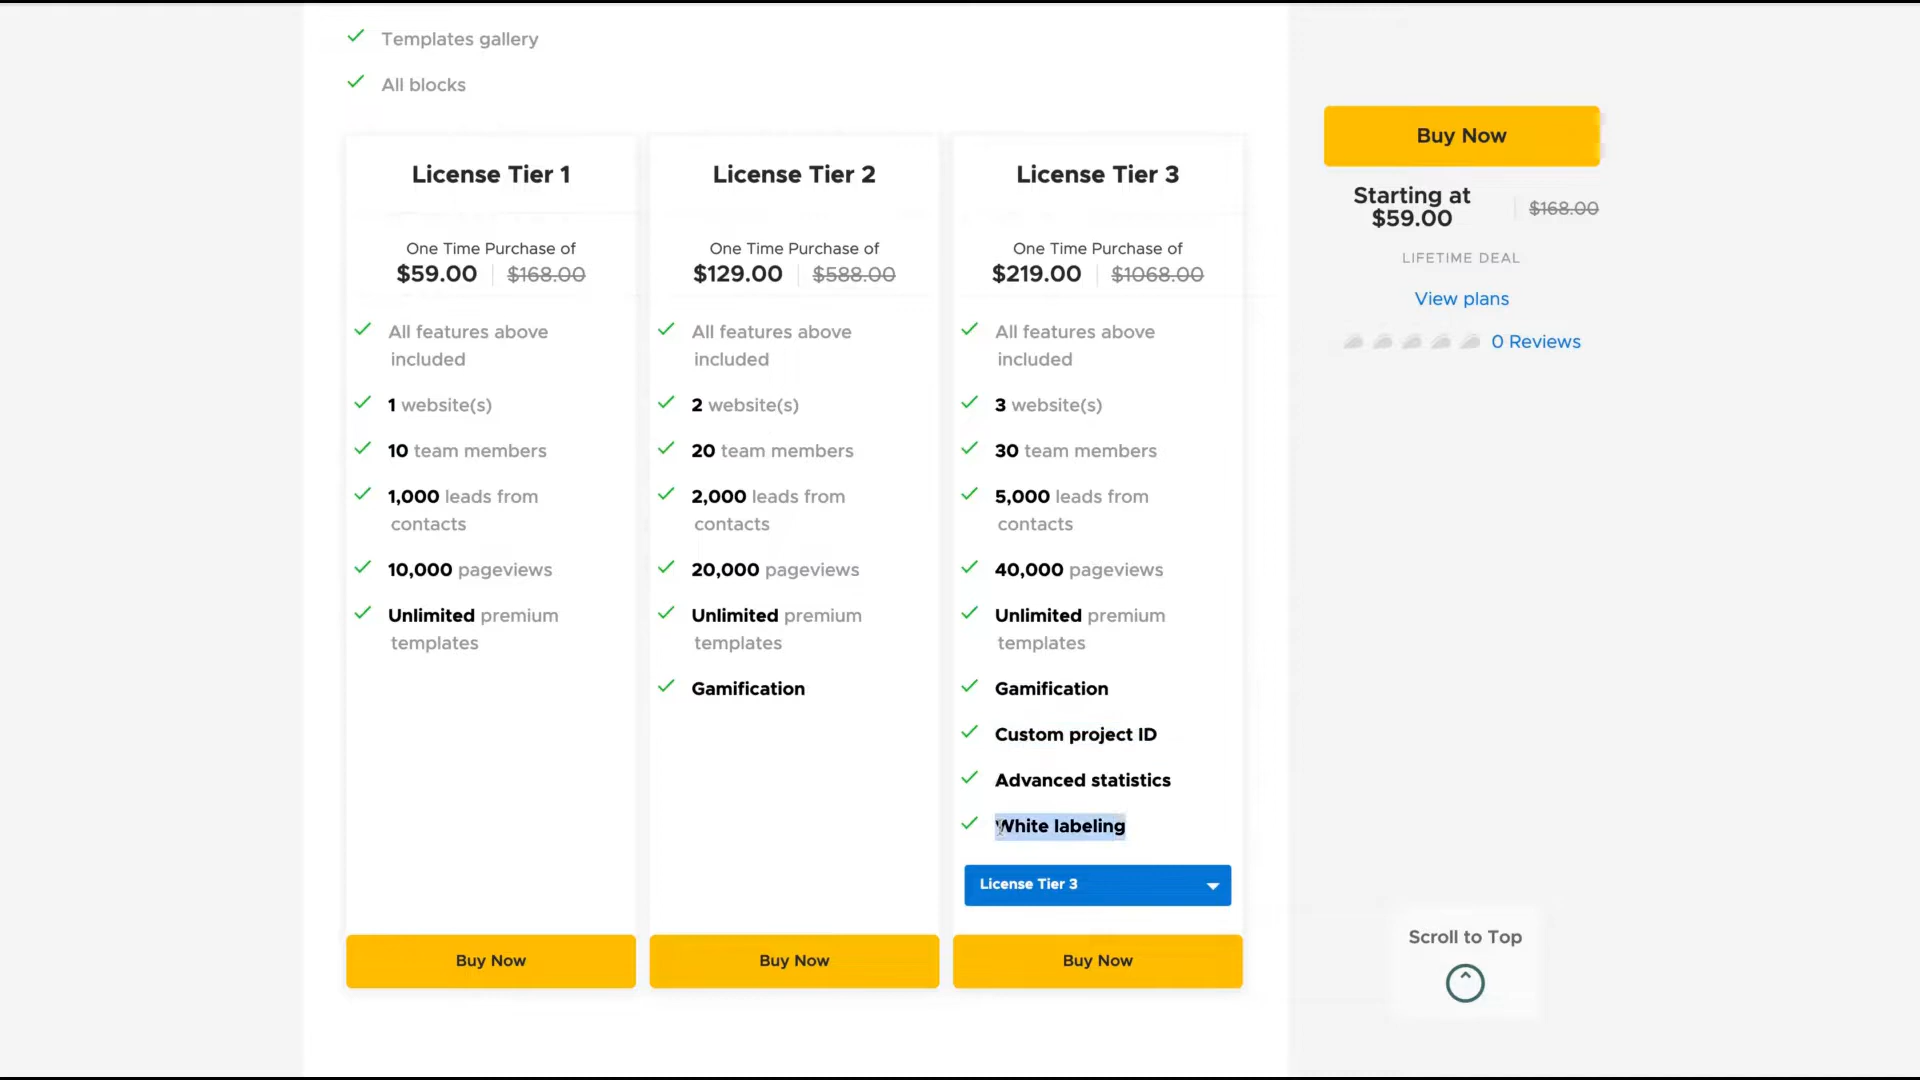 Templates gallery
All blocks
License Tier 1
One Time Purchase of
$59.00 $168.00
All features above
included
1 website(s)
10 team members
1,000 leads from
contacts
10,000 pageviews
Unlimited premium
templates
Buy Now
License Tier 2
One Time Purchase of
$129.00 $588.00
All features above
included
2 website(s)
20 team members
2,000 leads from
contacts
20,000 pageviews
Unlimited premium
templates
Gamification
Buy Now
License Tier 3
One Time Purchase of
$219.00 $1068.00
All features above
included
3 website(s)
30 team members
5,000 leads from
contacts
40,000 pageviews
Unlimited premium
templates
Gamification
Custom project ID
Advanced statistics
White labeling
License Tier 3
Buy Now
Buy Now
Starting at
$59.00
$168.00
LIFETIME DEAL
View plans
0 Reviews
Scroll to Top